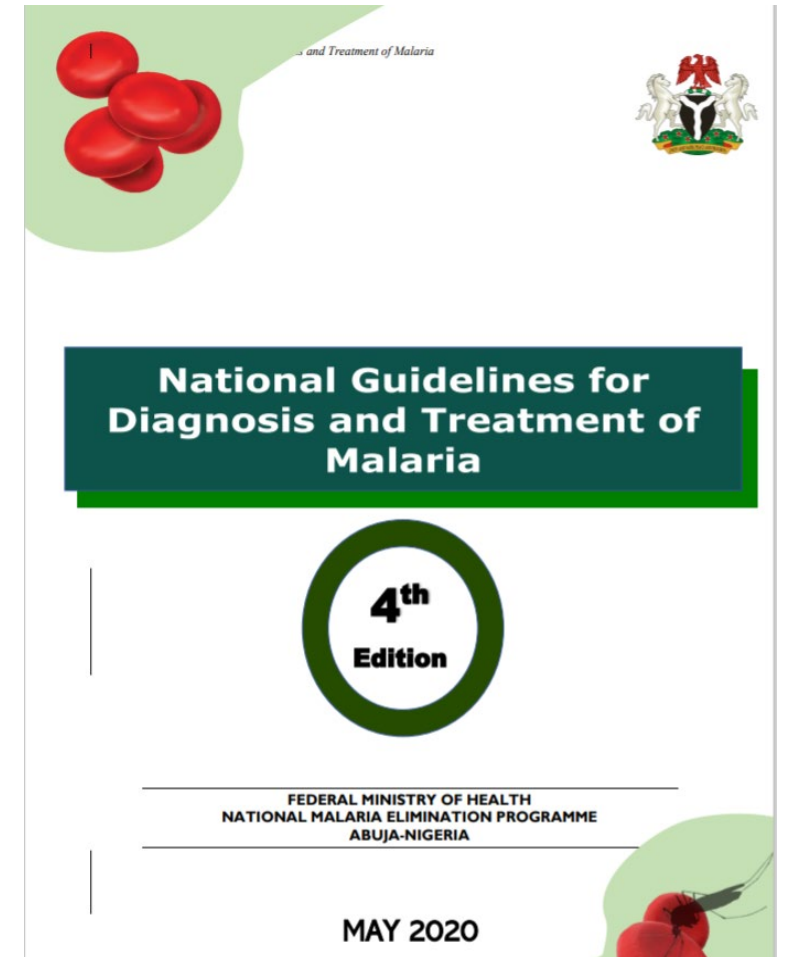 and Treatment of Malaria
National Guidelines for
Diagnosis and Treatment of
Malaria
4th
Edition
FEDERAL MINISTRY OF HEALTH
NATIONAL MALARIA ELIMINATION PROGRAMME
ABUJA-NIGERIA
MAY 2020